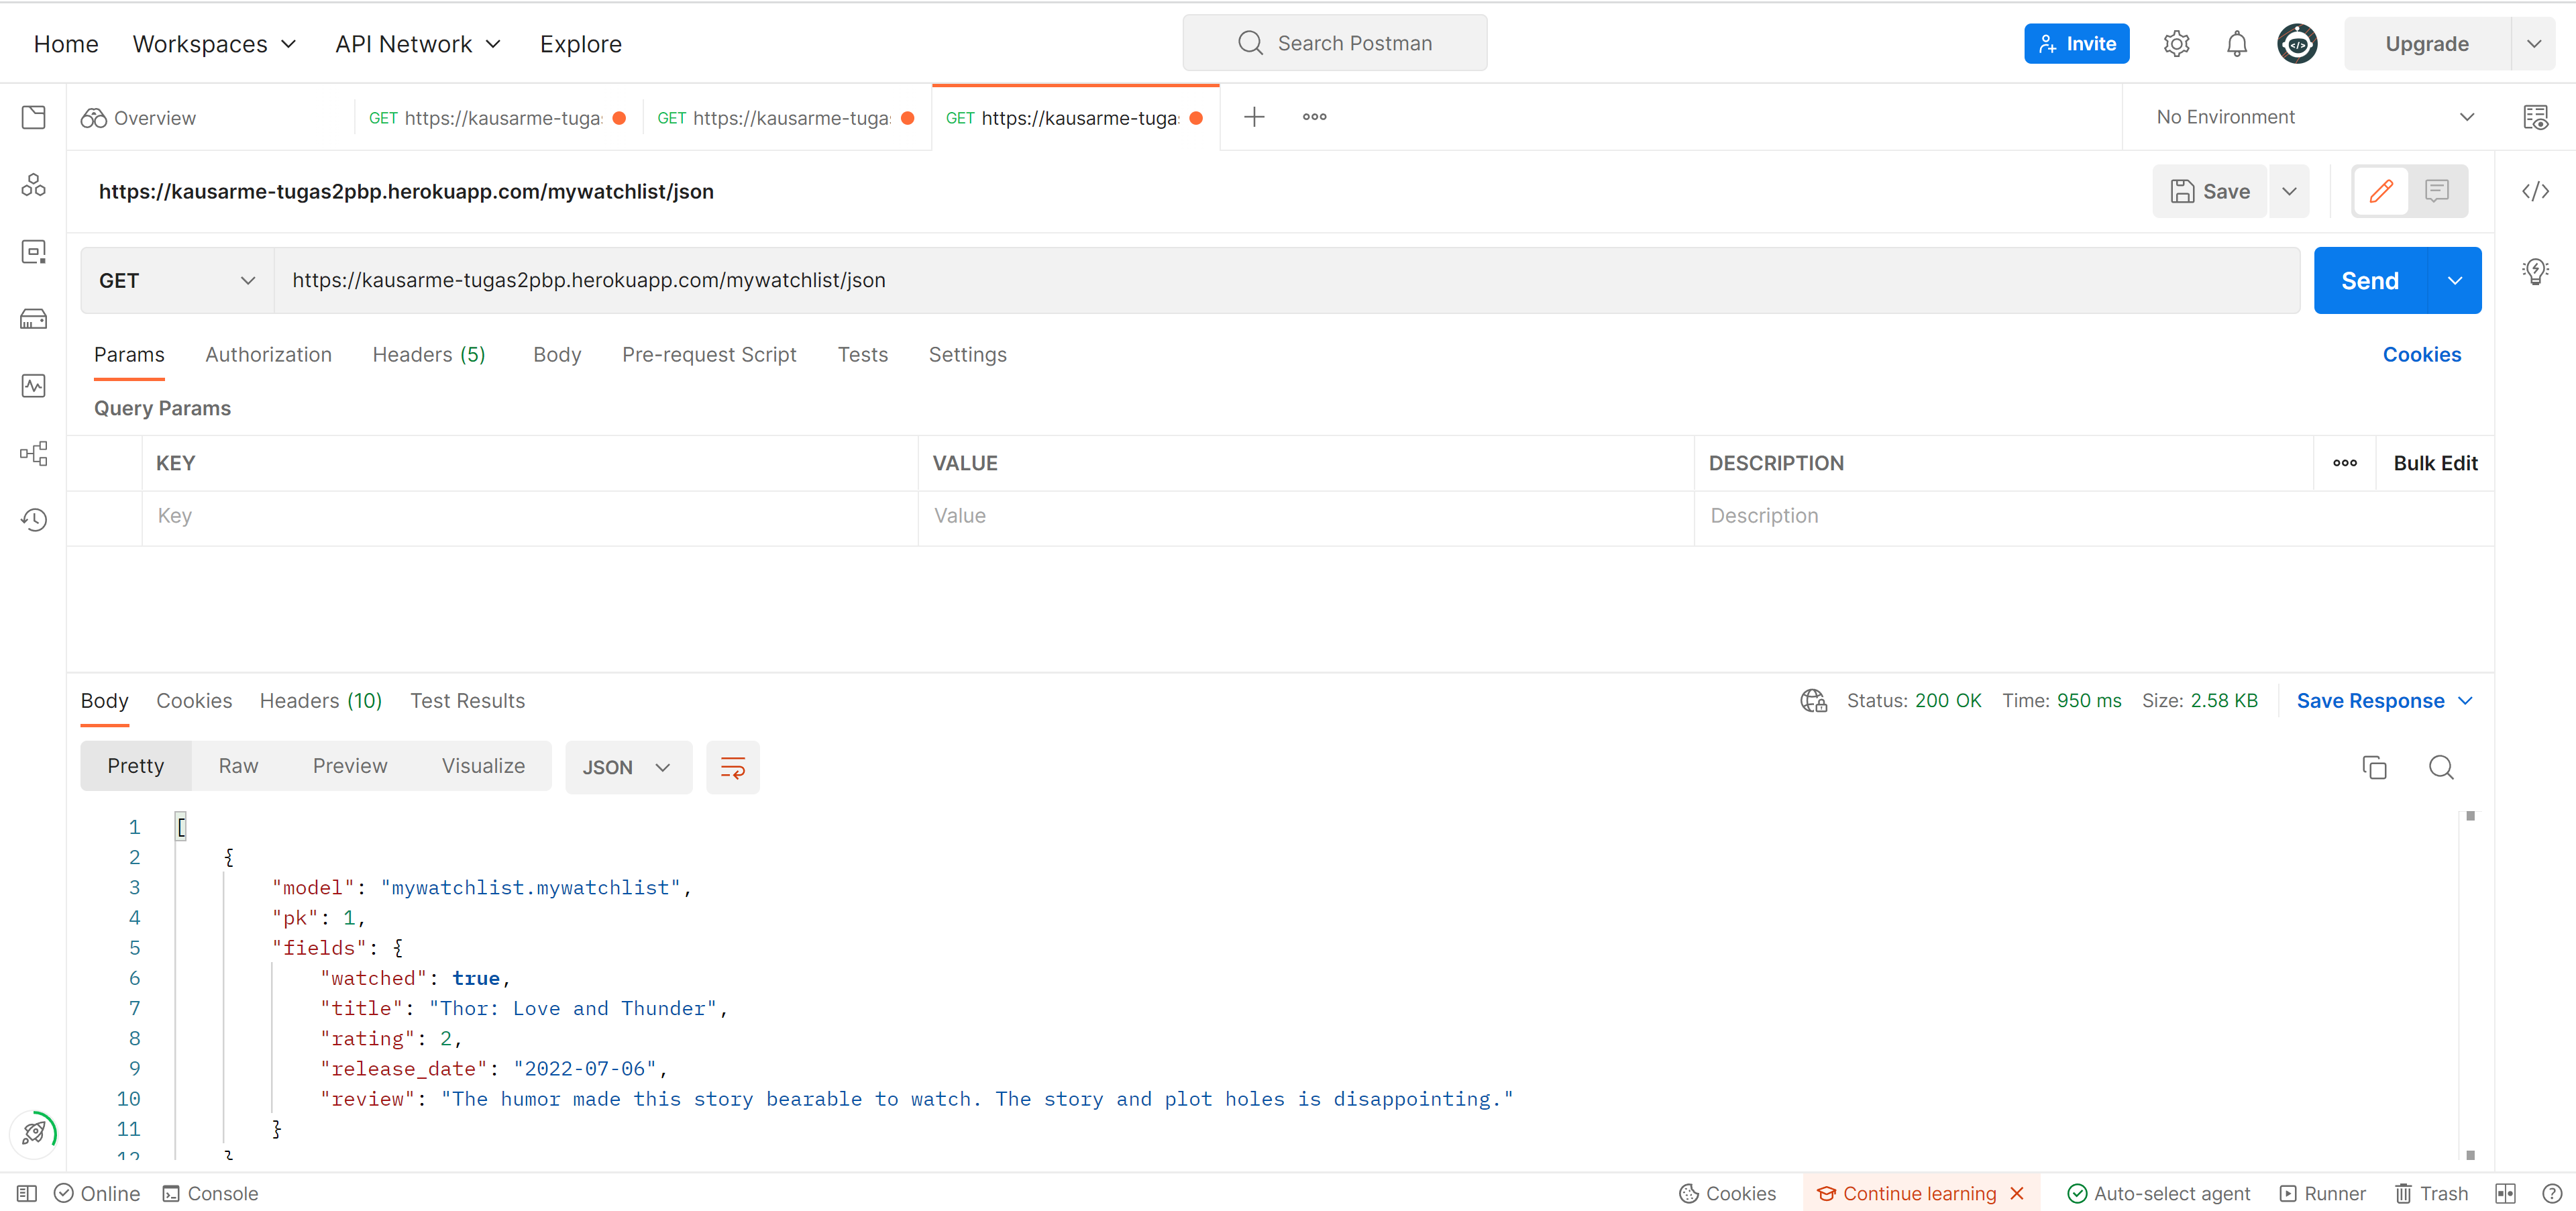 Home Workspaces API Network Explore Search Postman Invite Upgrade
Overview GET https://kausarme-tuga GET https://kausarme-tuga GET https://kausarme-tuga No Environment
https://kausarme-tugas2pbp.herokuapp.com/mywatchlist/json Save
GET https://kausarme-tugas2pbp.herokuapp.com/mywatchlist/json Send
Params Authorization Headers (5) Body Pre-request Script Tests Settings Cookies
Query Params
KEY VALUE DESCRIPTION Bulk Edit
Key Value Description
Body Cookies Headers (10) Test Results Status: 200 OK Time: 950 ms Size: 2.58 KB Save Response
Pretty Raw Preview Visualize JSON
1 [
2 {
3 "model": "mywatchlist.mywatchlist",
4 "pk": 1,
5 "fields": {
6 "watched": true,
7 "title": "Thor: Love and Thunder",
8 "rating": 2,
9 "release_date": "2022-07-06",
10 "review": "The humor made this story bearable to watch. The story and plot holes is disappointing."
11 }
12 }
Online Console Cookies Continue learning Auto-select agent Runner Trash